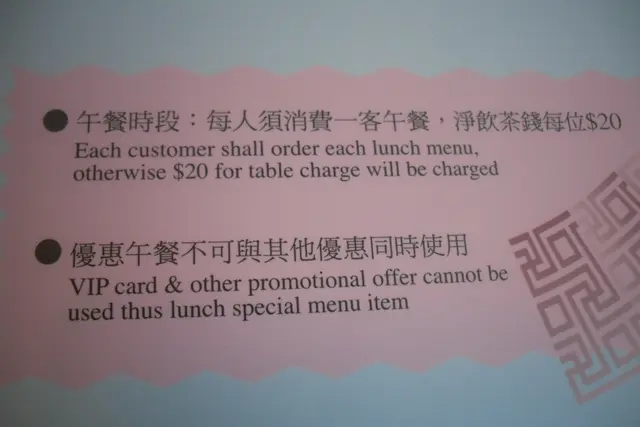 ● 午餐時段：每人須消費一客午餐，淨飲茶錢每位$20
Each customer shall order each lunch menu,
otherwise $20 for table charge will be charged
● 優惠午餐不可與其他優惠同時使用
VIP card & other promotional offer cannot be
used thus lunch special menu item